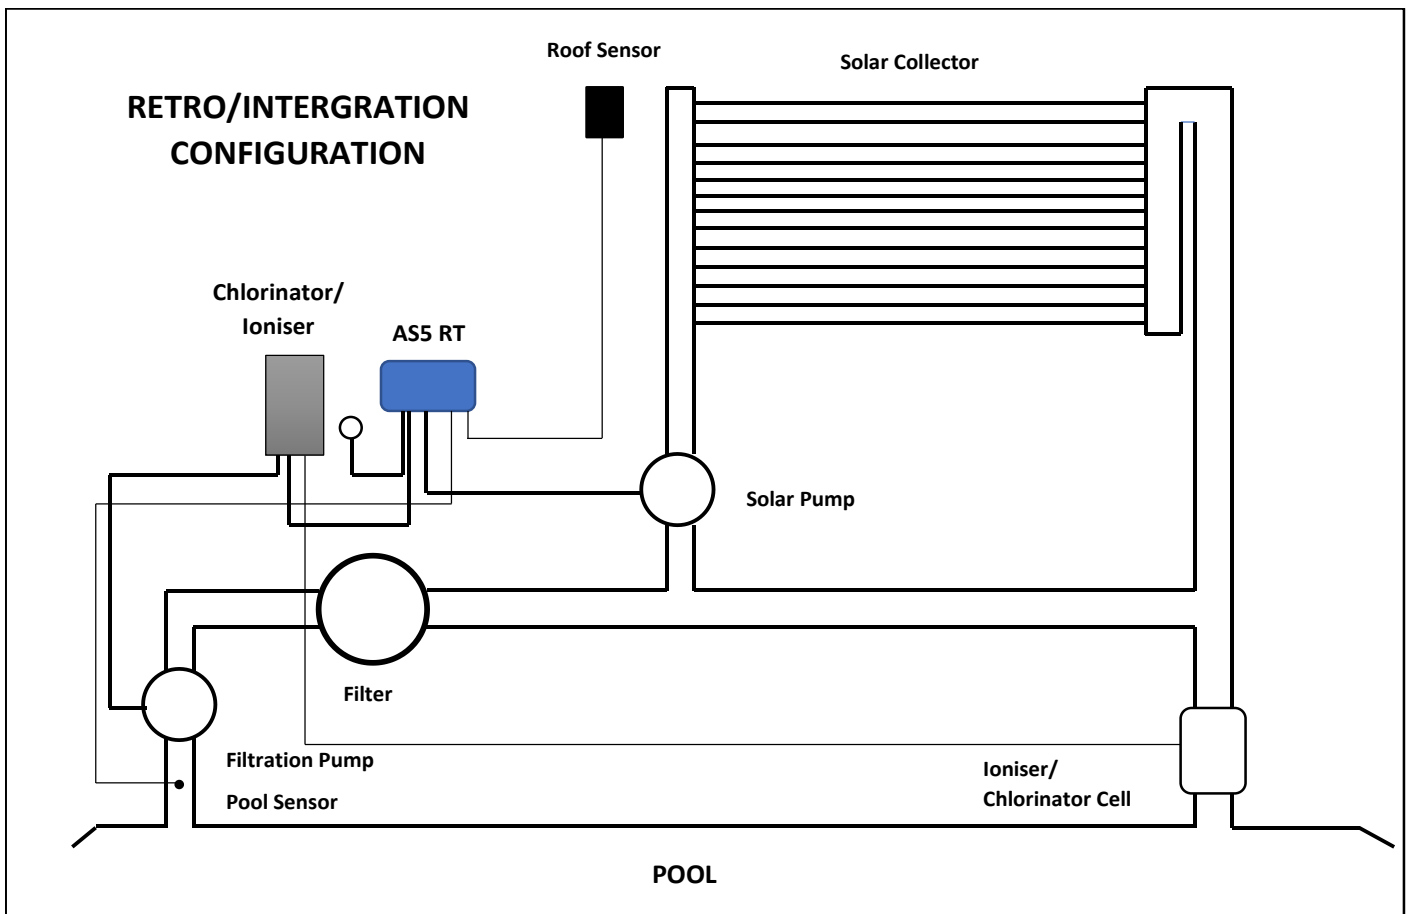 Roof Sensor
Solar Collector
RETRO/INTERGRATION
CONFIGURATION
Chlorinator/
Ioniser
AS5 RT
Solar Pump
Filter
Filtration Pump
Pool Sensor
Ioniser/
Chlorinator Cell
POOL